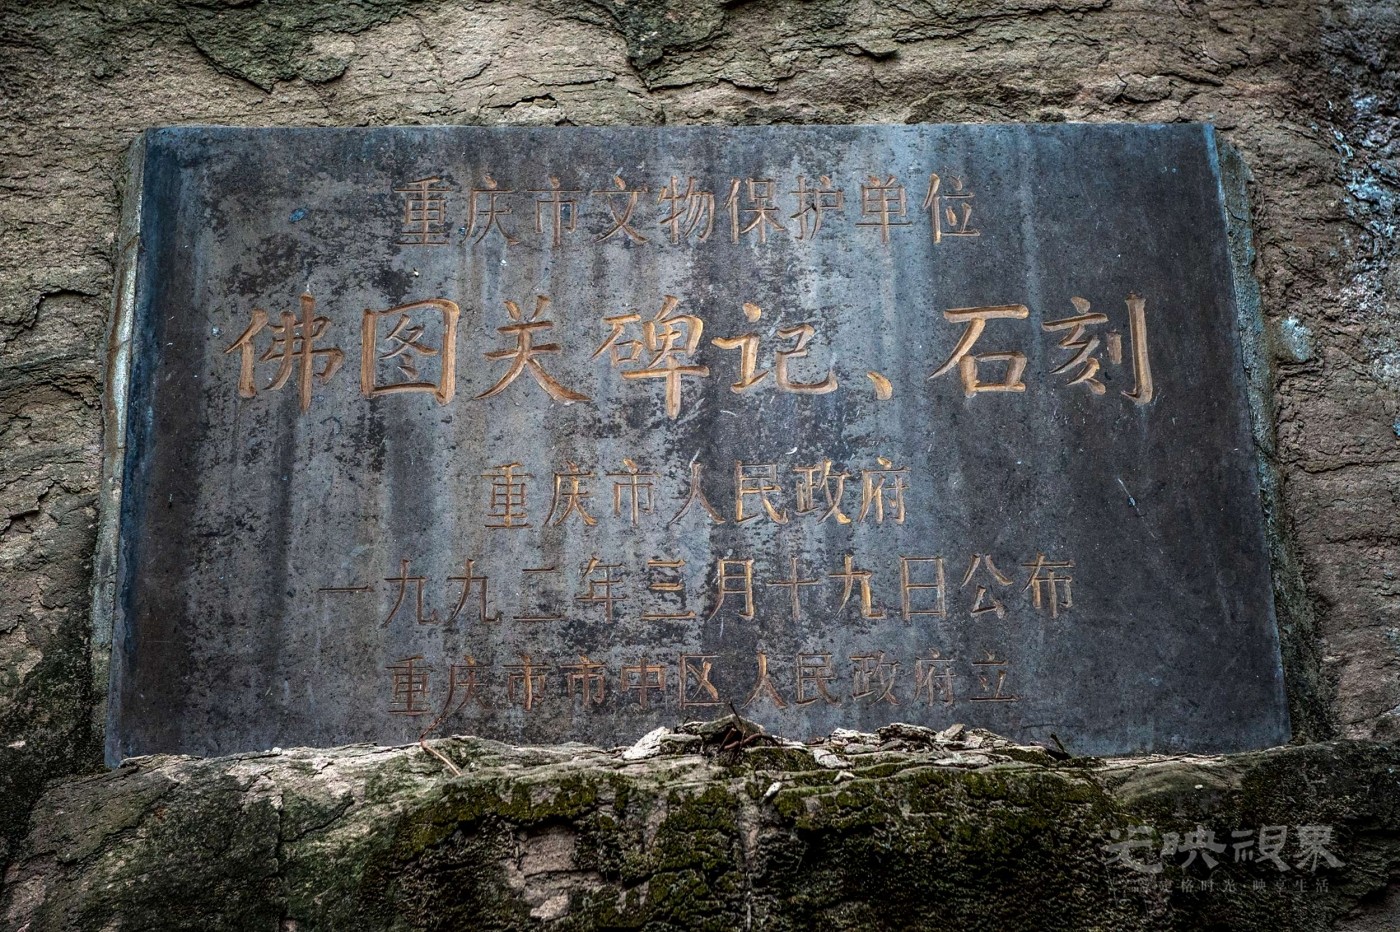 重庆市文物保护单位
佛图关碑记、石刻
重庆市人民政府
一九九二年三月十九日公布
重庆市市中区人民政府立
光映视界